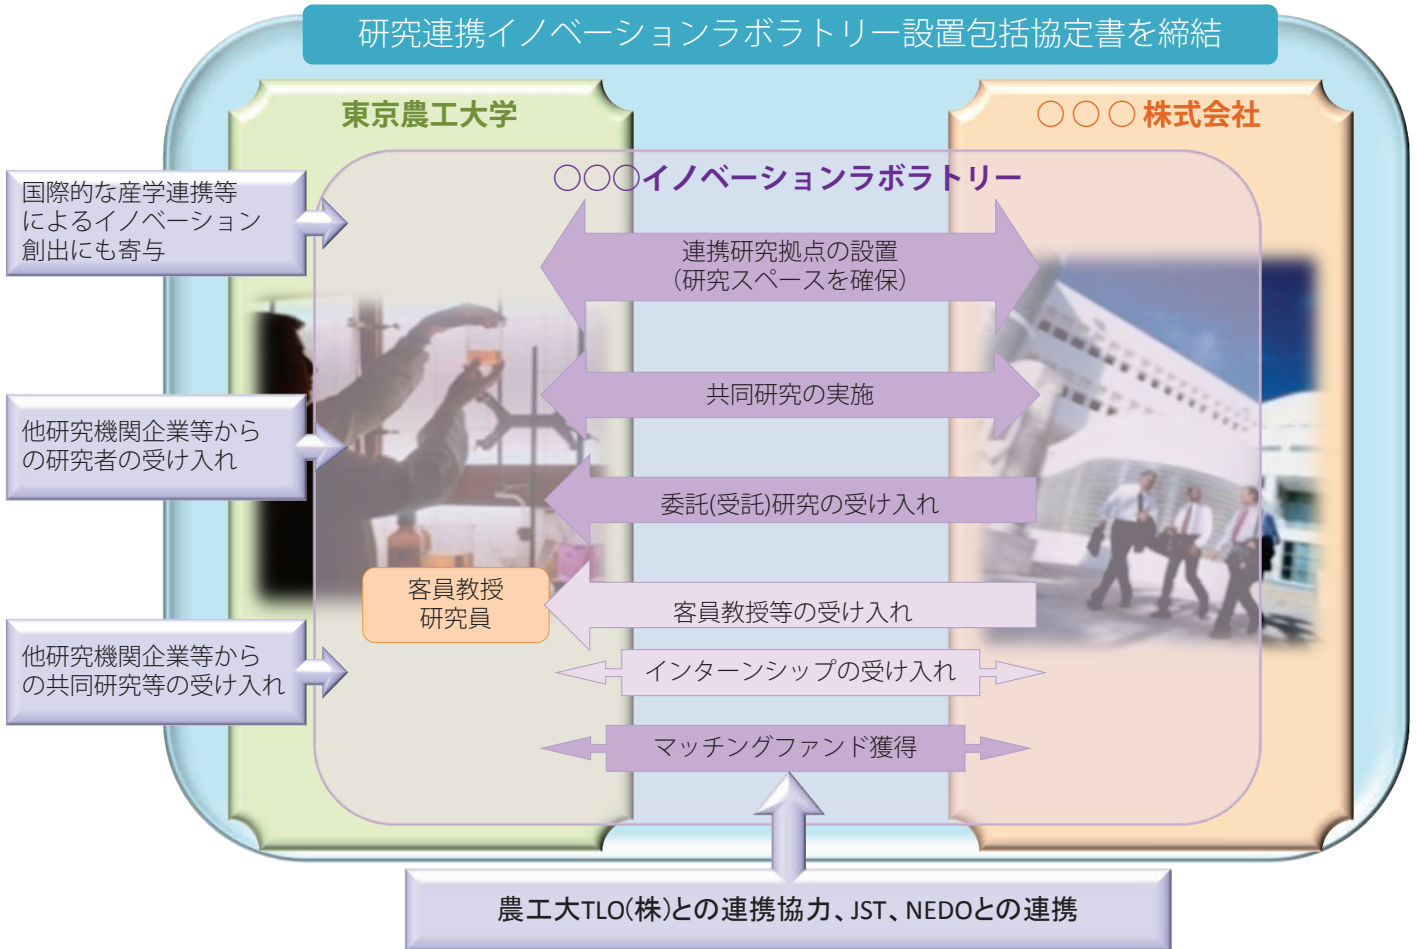 研究連携イノベーションラボラトリー設置包括協定書を締結
東京農工大学
○○○株式会社
○○○イノベーションラボラトリー
国際的な産学連携等
によるイノベーション
創出にも寄与
連携研究拠点の設置
（研究スペースを確保）
共同研究の実施
他研究機関企業等から
の研究者の受け入れ
委託(受託)研究の受け入れ
客員教授
研究員
客員教授等の受け入れ
他研究機関企業等から
の共同研究等の受け入れ
インターンシップの受け入れ
マッチングファンド獲得
農工大TLO(株)との連携協力、JST、NEDOとの連携